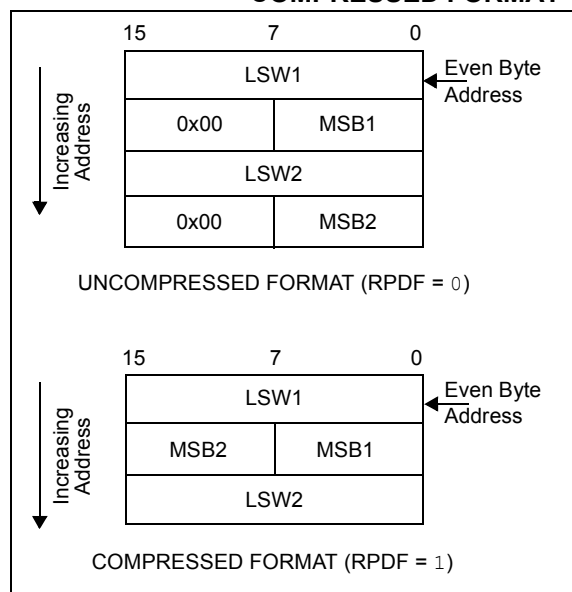 COMPRESSED FORMAT
15 7 0
LSW1
Even Byte
Address
0x00 MSB1
LSW2
0x00 MSB2
Increasing
Address
UNCOMPRESSED FORMAT (RPDF = 0)
15 7 0
LSW1
Even Byte
Address
MSB2 MSB1
LSW2
Increasing
Address
COMPRESSED FORMAT (RPDF = 1)